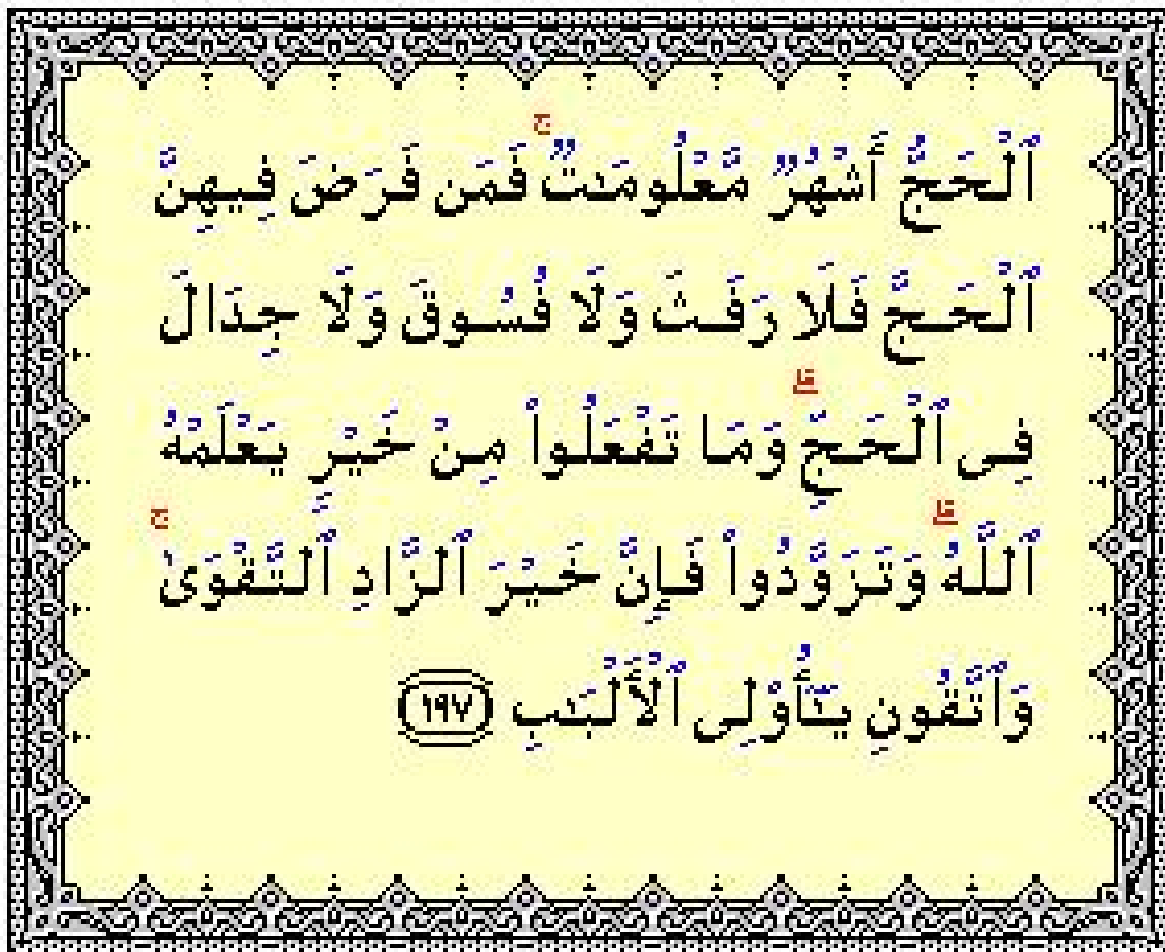 ٱلْحَجُّ أَشْهُرٌ مَّعْلُومَـٰتٌ ۚ فَمَن فَرَضَ فِيهِنَّ
ٱلْحَجَّ فَلَا رَفَثَ وَلَا فُسُوقَ وَلَا جِدَالَ
فِى ٱلْحَجِّ ۗ وَمَا تَفْعَلُوا۟ مِنْ خَيْرٍ يَعْلَمْهُ
ٱللَّهُ ۗ وَتَزَوَّدُوا۟ فَإِنَّ خَيْرَ ٱلزَّادِ ٱلتَّقْوَىٰ ۚ
وَٱتَّقُونِ يَـٰٓأُو۟لِى ٱلْأَلْبَـٰبِ ١٩٧